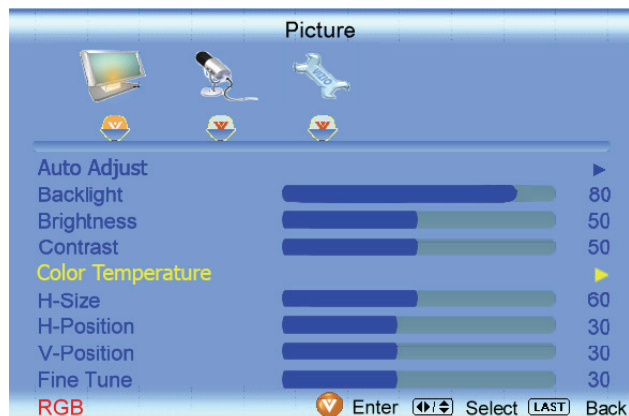 Picture
VIZIO
Auto Adjust
Backlight 80
Brightness 50
Contrast 50
Color Temperature
H-Size 60
H-Position 30
V-Position 30
Fine Tune 30
RGB V Enter Select LAST Back